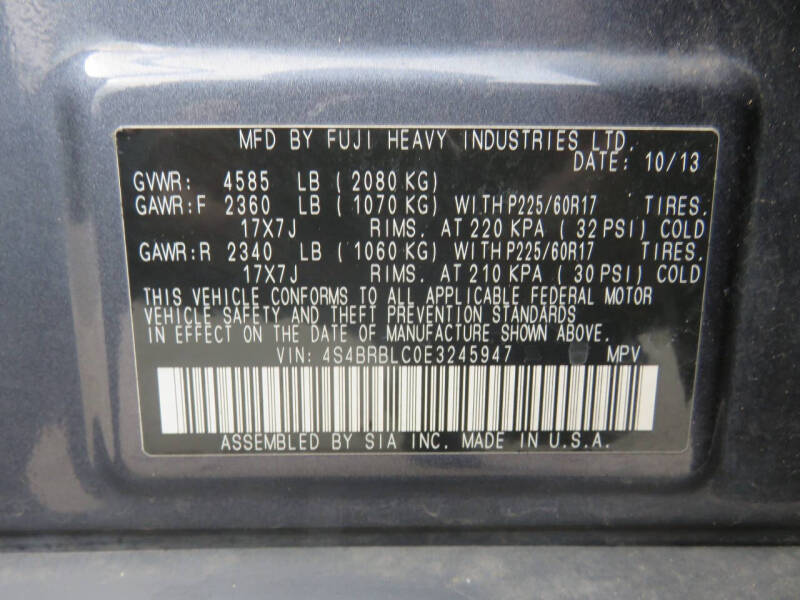 MFD BY FUJI HEAVY INDUSTRIES LTD.
DATE: 10/13
GVWR: 4585 LB ( 2080 KG)
GAWR:F 2360 LB ( 1070 KG) WITH P225/60R17 TIRES.
17X7J RIMS. AT 220 KPA ( 32 PSI) COLD
GAWR:R 2340 LB ( 1060 KG) WITH P225/60R17 TIRES.
17X7J RIMS. AT 210 KPA ( 30 PSI) COLD
THIS VEHICLE CONFORMS TO ALL APPLICABLE FEDERAL MOTOR
VEHICLE SAFETY AND THEFT PREVENTION STANDARDS
IN EFFECT ON THE DATE OF MANUFACTURE SHOWN ABOVE.
VIN: 4S4BRBLC0E3245947 MPV
ASSEMBLED BY SIA INC. MADE IN U.S.A.